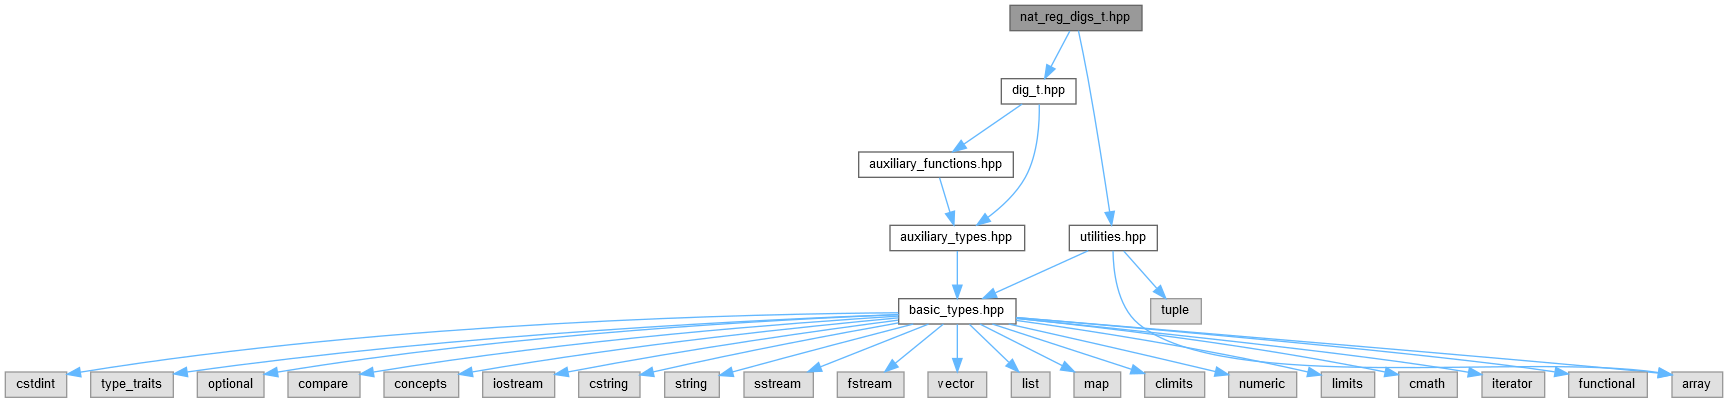 nat_reg_digs_t.hpp
dig_t.hpp
auxiliary_functions.hpp
auxiliary_types.hpp
utilities.hpp
basic_types.hpp
tuple
cstdint
type_traits
optional
compare
concepts
iostream
cstring
string
sstream
fstream
vector
list
map
climits
numeric
limits
cmath
iterator
functional
array